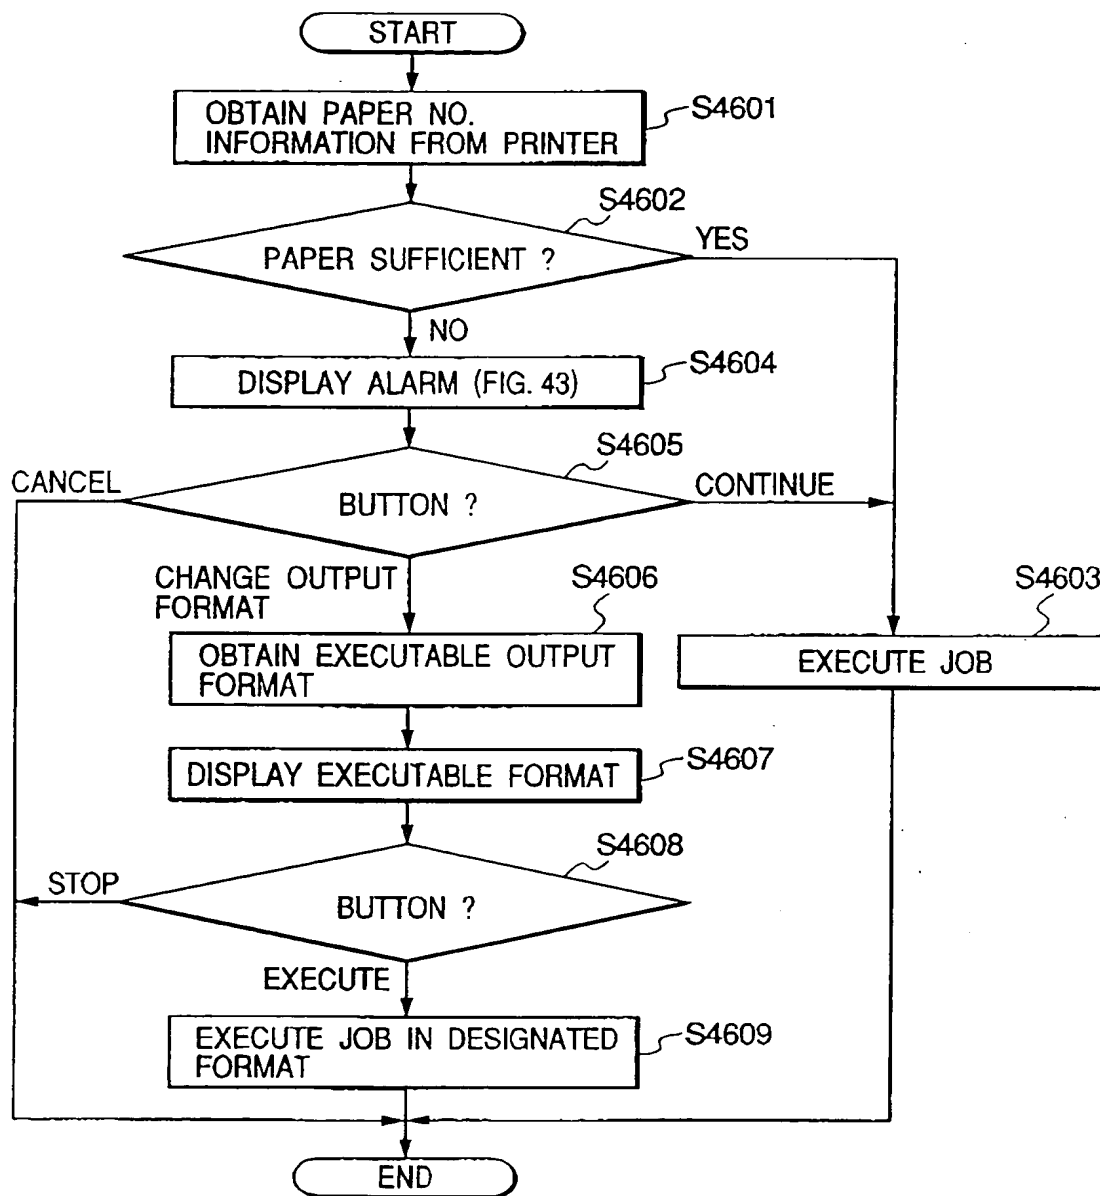 START
OBTAIN PAPER NO.
INFORMATION FROM PRINTER
S4601
S4602
PAPER SUFFICIENT ?
YES
NO
DISPLAY ALARM (FIG. 43)
S4604
S4605
CANCEL
BUTTON ?
CONTINUE
CHANGE OUTPUT
FORMAT
S4606
S4603
OBTAIN EXECUTABLE OUTPUT
FORMAT
EXECUTE JOB
DISPLAY EXECUTABLE FORMAT
S4607
S4608
STOP
BUTTON ?
EXECUTE
EXECUTE JOB IN DESIGNATED
FORMAT
S4609
END